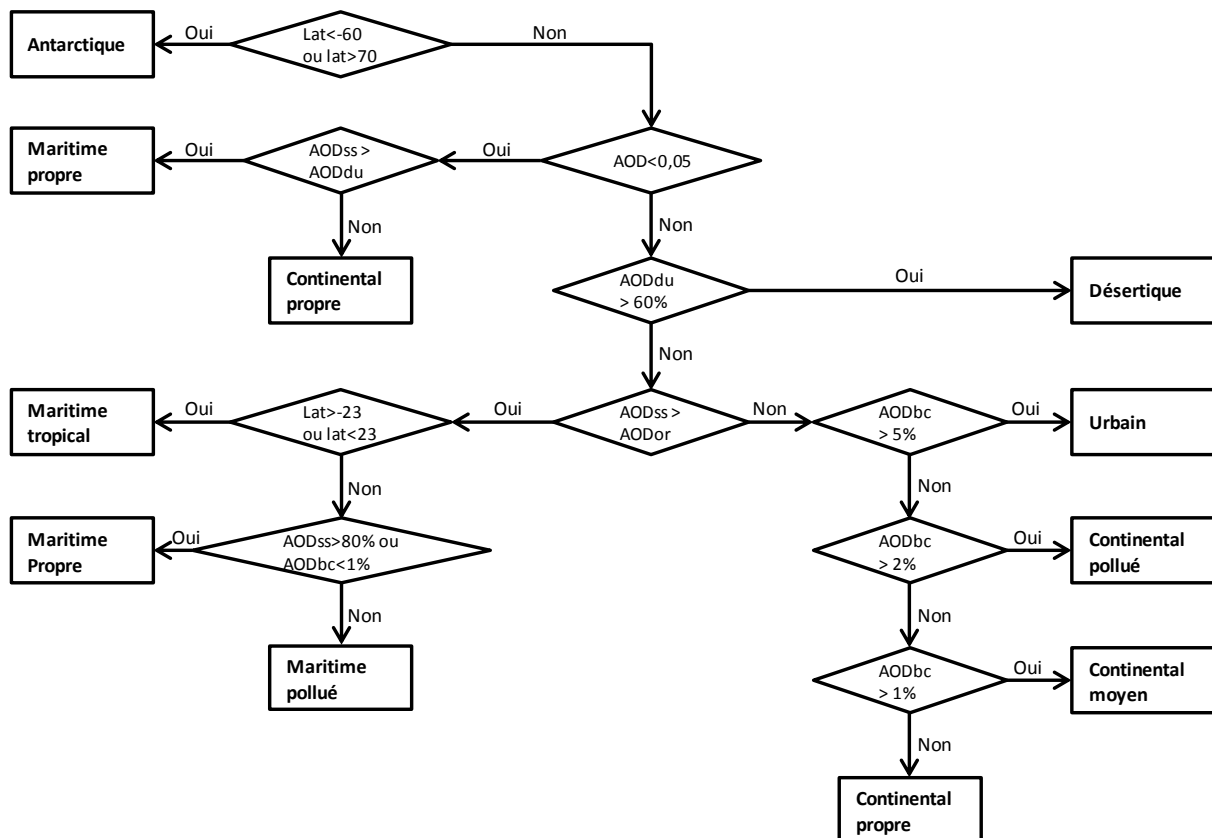 Antarctique
Oui
Lat<-60
ou lat>70
Non
Maritime
propre
Oui
AODss >
AODdu
Oui
AOD<0,05
Non
Non
Continental
propre
AODdu
> 60%
Oui
Désertique
Non
Maritime
tropical
Oui
Lat>-23
ou lat<23
Oui
AODss >
AODor
Non
AODbc
> 5%
Oui
Urbain
Non
Non
Maritime
Propre
Oui
AODss>80% ou
AODbc<1%
AODbc
> 2%
Oui
Continental
pollué
Non
Non
Maritime
pollué
AODbc
> 1%
Oui
Continental
moyen
Non
Continental
propre